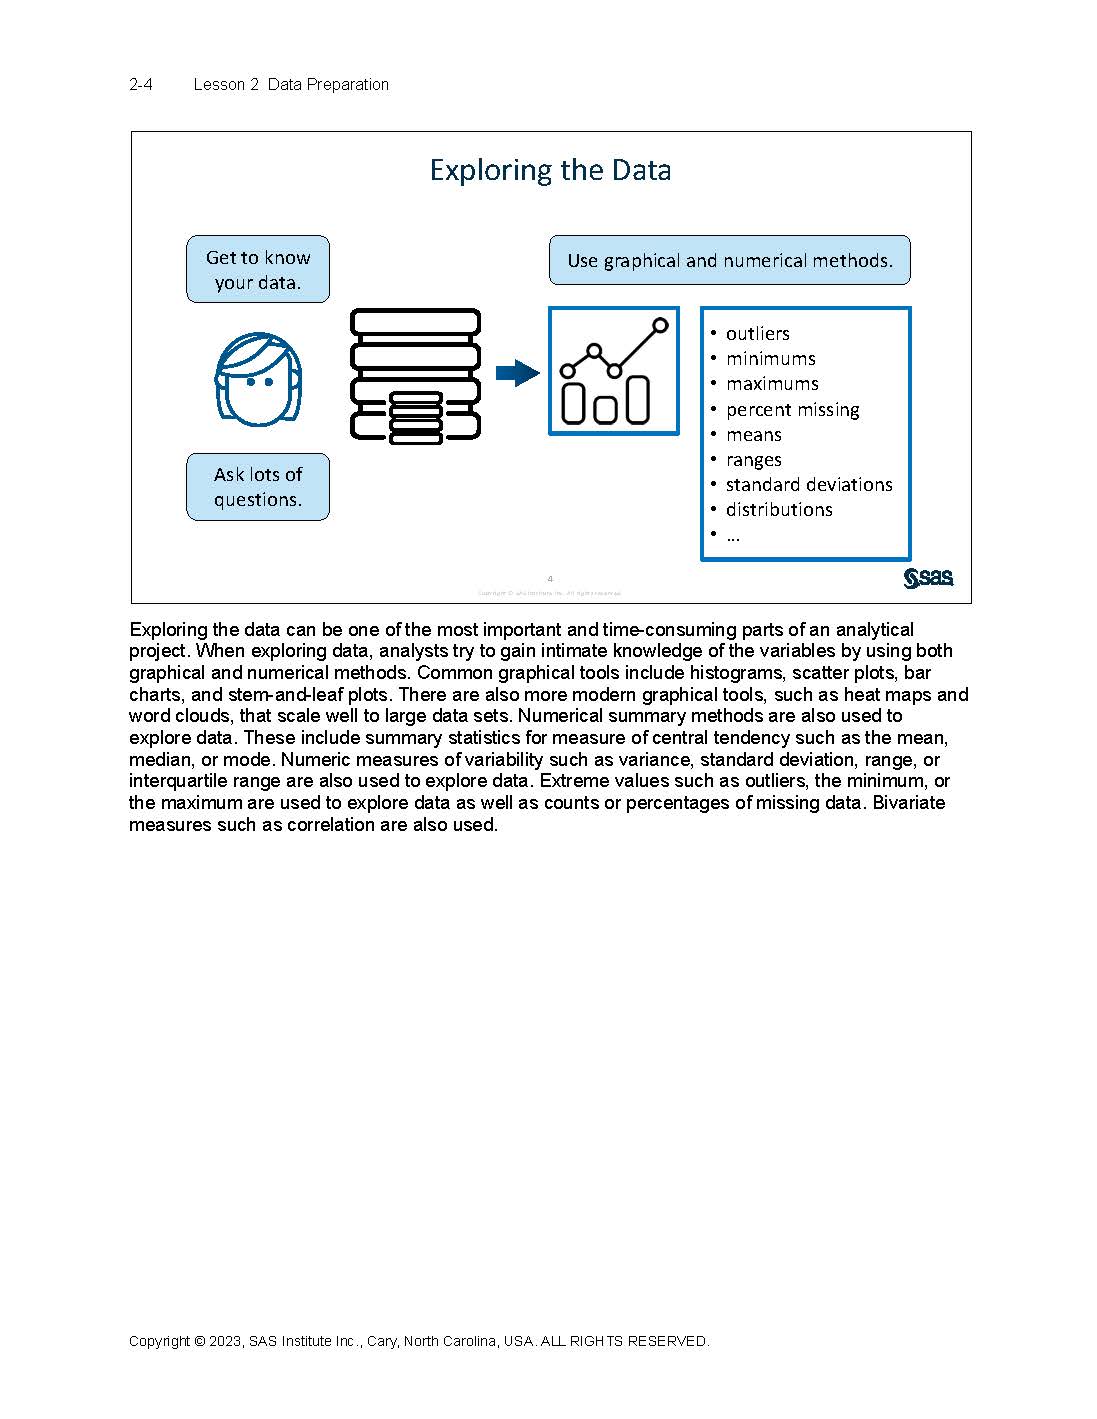 2-4 Lesson 2 Data Preparation
Exploring the Data
Get to know
your data.
Ask lots of
questions.
Use graphical and numerical methods.
• outliers
• minimums
• maximums
• percent missing
• means
• ranges
• standard deviations
• distributions
• ...
4
Copyright © SAS Institute Inc. All rights reserved.
sas
Exploring the data can be one of the most important and time-consuming parts of an analytical
project. When exploring data, analysts try to gain intimate knowledge of the variables by using both
graphical and numerical methods. Common graphical tools include histograms, scatter plots, bar
charts, and stem-and-leaf plots. There are also more modern graphical tools, such as heat maps and
word clouds, that scale well to large data sets. Numerical summary methods are also used to
explore data. These include summary statistics for measure of central tendency such as the mean,
median, or mode. Numeric measures of variability such as variance, standard deviation, range, or
interquartile range are also used to explore data. Extreme values such as outliers, the minimum, or
the maximum are used to explore data as well as counts or percentages of missing data. Bivariate
measures such as correlation are also used.
Copyright © 2023, SAS Institute Inc., Cary, North Carolina, USA. ALL RIGHTS RESERVED.